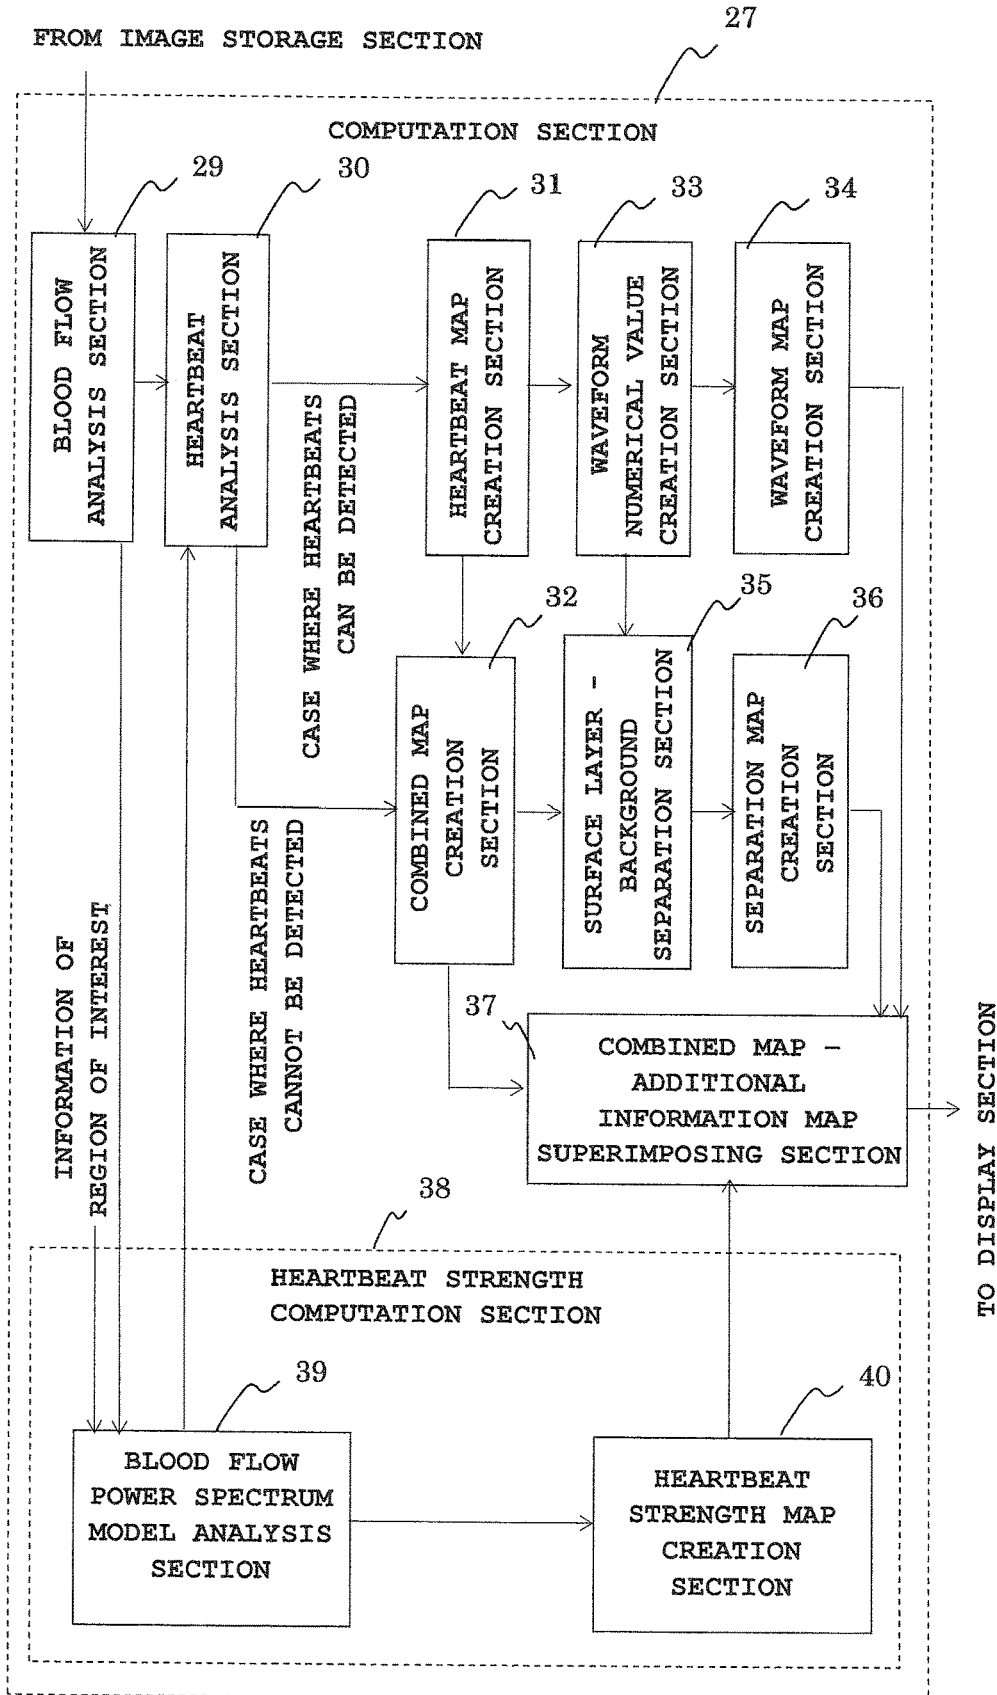 27
FROM IMAGE STORAGE SECTION
COMPUTATION SECTION
29
30
31
33
34
BLOOD FLOW
ANALYSIS SECTION
HEARTBEAT
ANALYSIS SECTION
CASE WHERE HEARTBEATS
CAN BE DETECTED
HEARTBEAT MAP
CREATION SECTION
WAVEFORM
NUMERICAL VALUE
CREATION SECTION
WAVEFORM MAP
CREATION SECTION
32
35
36
CASE WHERE HEARTBEATS
CANNOT BE DETECTED
COMBINED MAP
CREATION
SECTION
SURFACE LAYER –
BACKGROUND
SEPARATION SECTION
SEPARATION MAP
CREATION
SECTION
INFORMATION OF
REGION OF INTEREST
37
COMBINED MAP –
ADDITIONAL
INFORMATION MAP
SUPERIMPOSING SECTION
TO DISPLAY SECTION
38
HEARTBEAT STRENGTH
COMPUTATION SECTION
39
40
BLOOD FLOW
POWER SPECTRUM
MODEL ANALYSIS
SECTION
HEARTBEAT
STRENGTH MAP
CREATION
SECTION